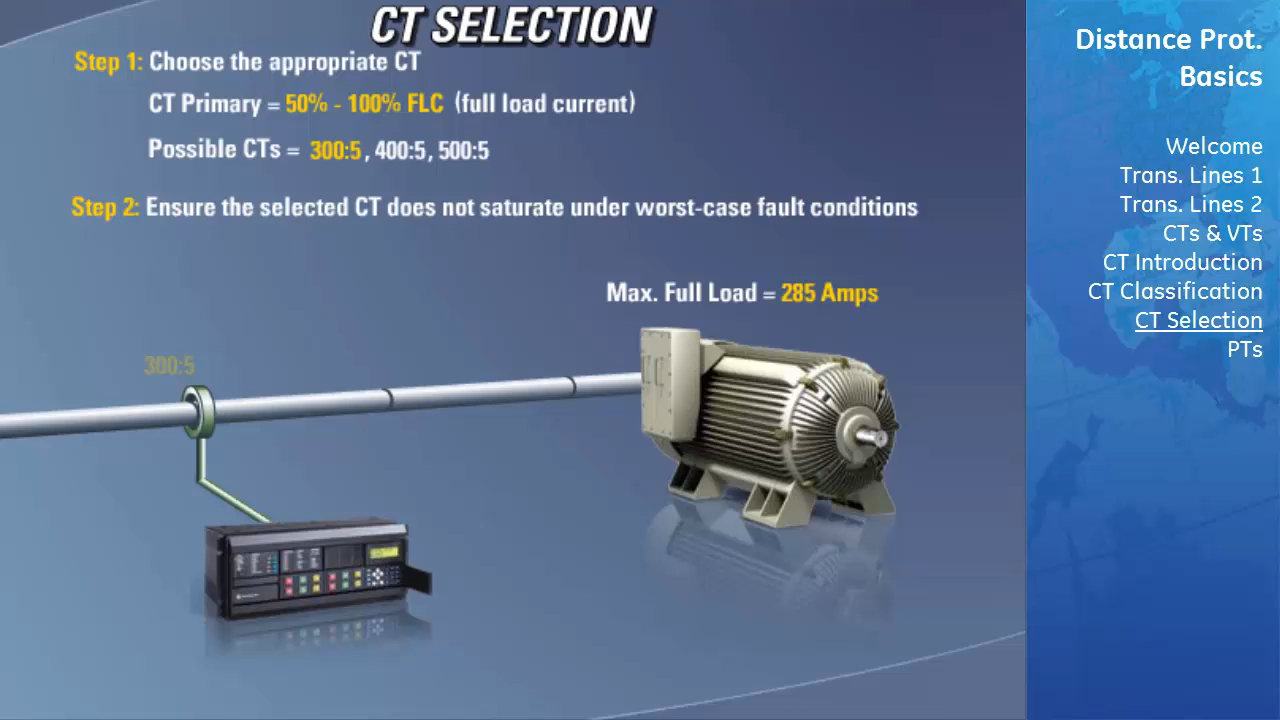 CT SELECTION
Step 1: Choose the appropriate CT
CT Primary = 50% - 100% FLC (full load current)
Possible CTs = 300:5, 400:5, 500:5
Step 2: Ensure the selected CT does not saturate under worst-case fault conditions
Max. Full Load = 285 Amps
300:5
Distance Prot.
Basics
Welcome
Trans. Lines 1
Trans. Lines 2
CTs & VTs
CT Introduction
CT Classification
CT Selection
PTs